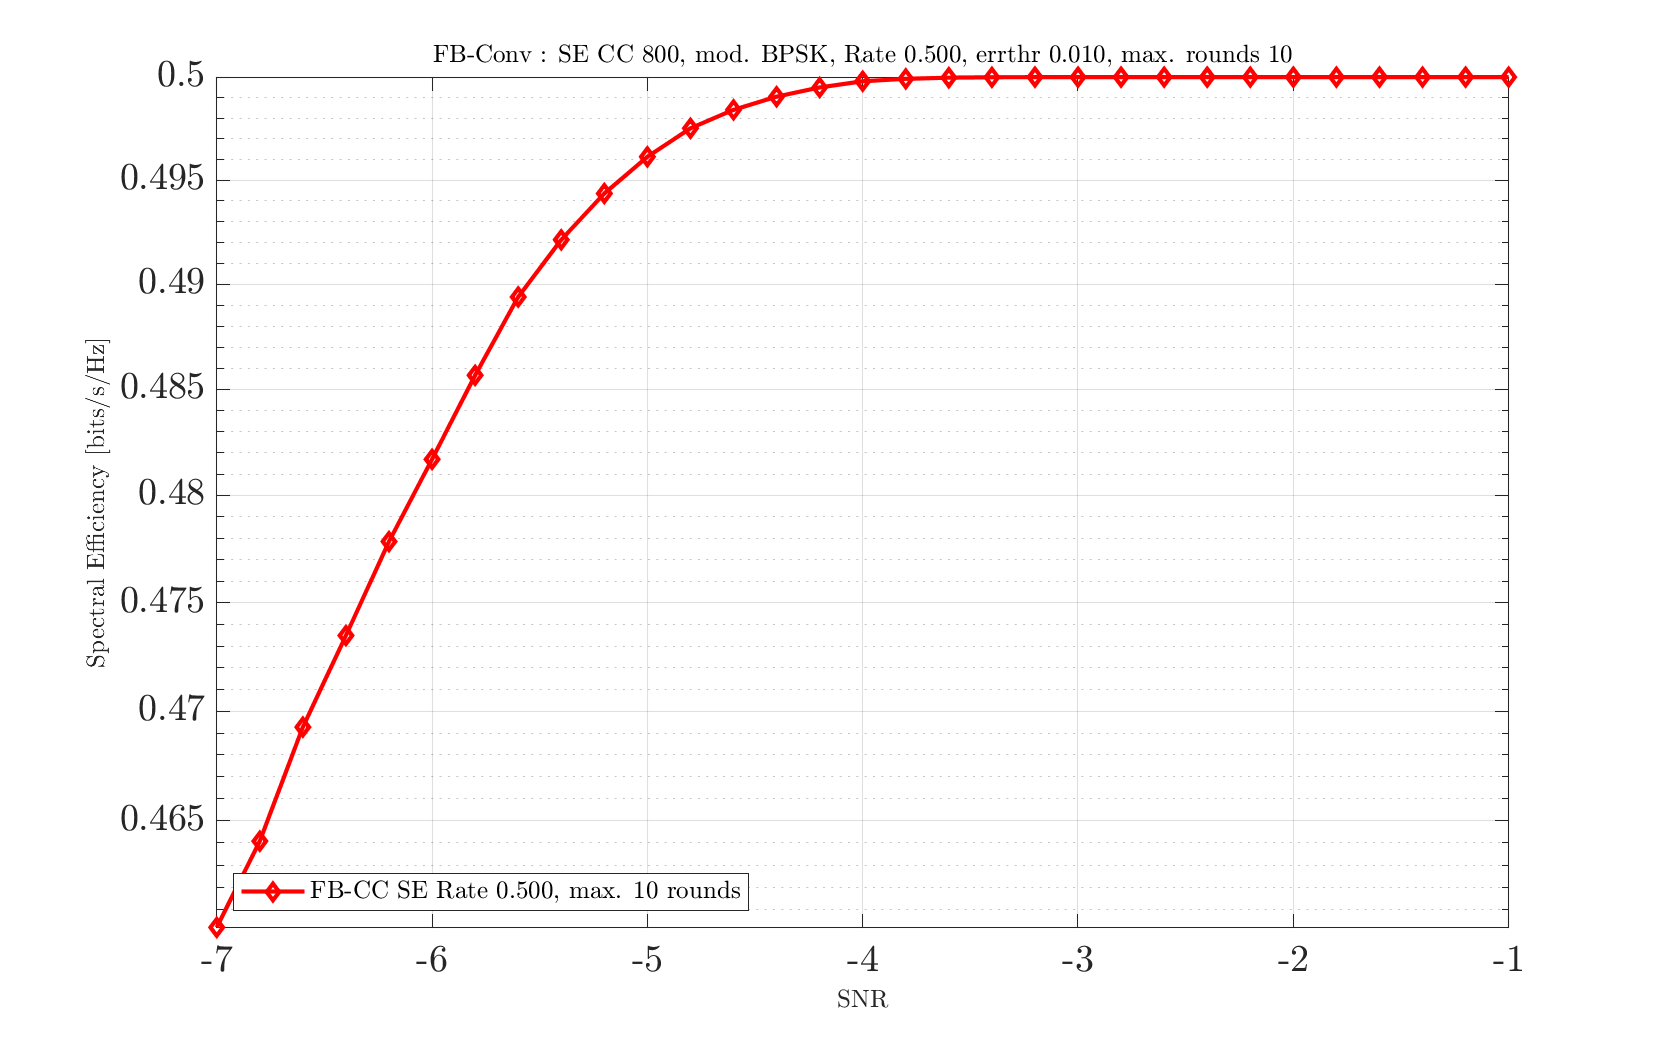 FB-Conv : SE CC 800, mod. BPSK, Rate 0.500, errthr 0.010, max. rounds 10
0.5
0.495
0.49
0.485
0.48
0.475
0.47
0.465
Spectral Efficiency [bits/s/Hz]
FB-CC SE Rate 0.500, max. 10 rounds
-7 -6 -5 -4 -3 -2 -1
SNR